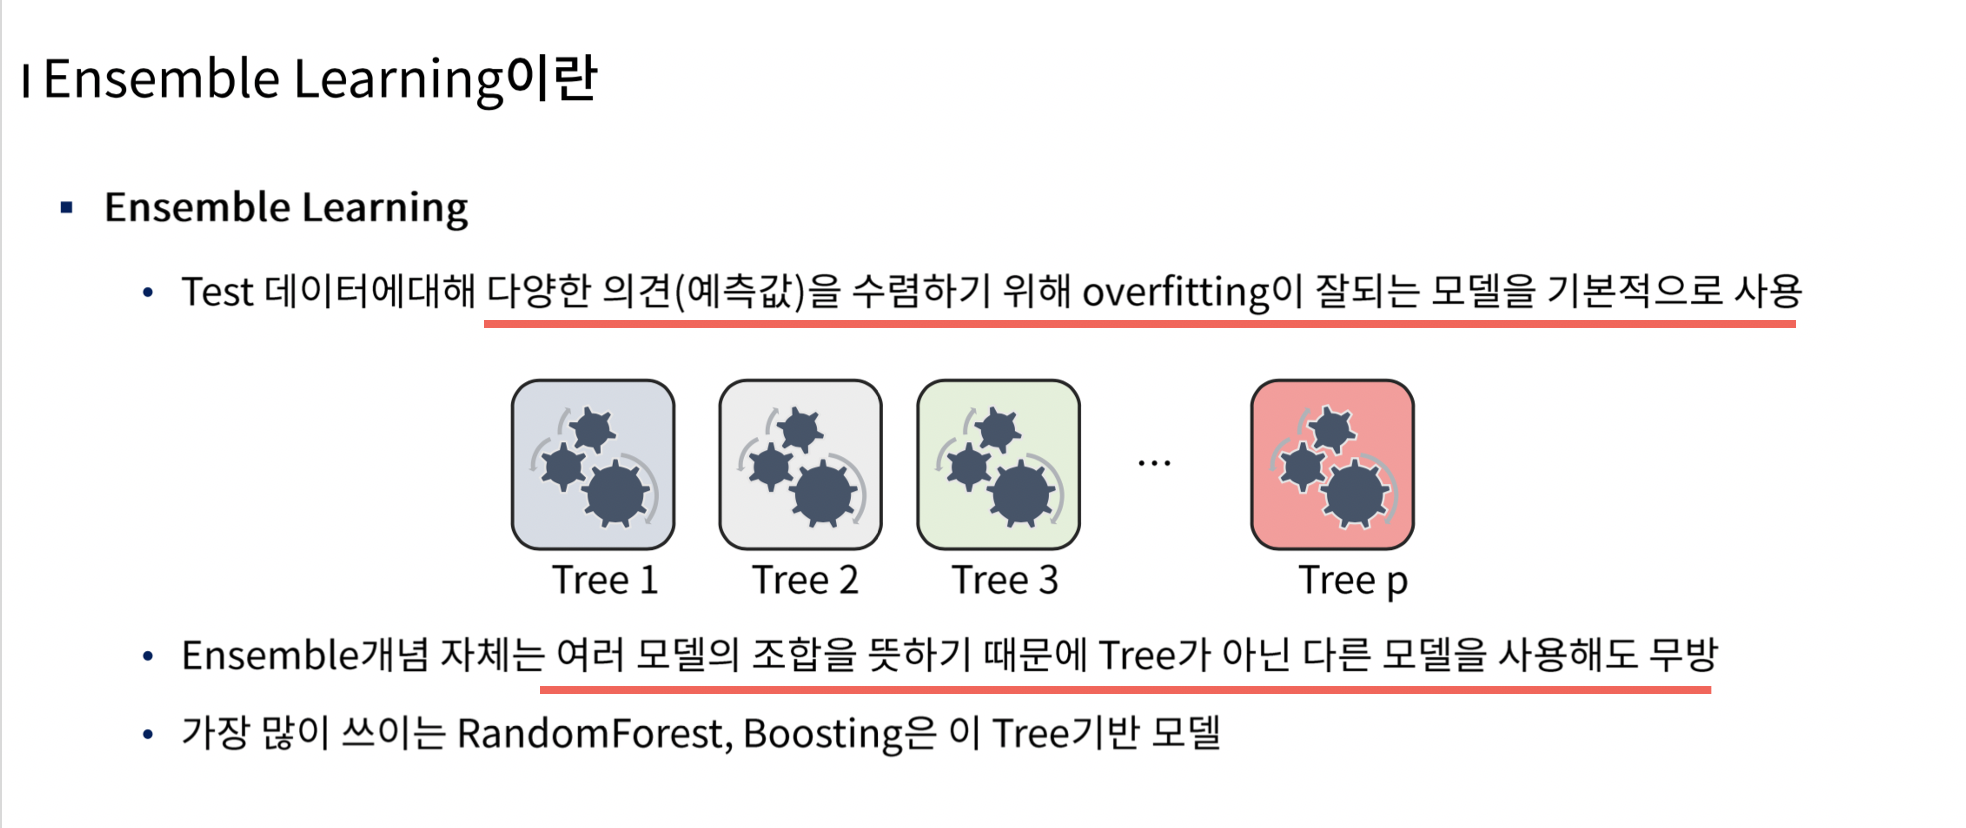 | Ensemble Learning이란
▪ Ensemble Learning
• Test 데이터에대해 다양한 의견(예측값)을 수렴하기 위해 overfitting이 잘되는 모델을 기본적으로 사용
Tree 1 Tree 2 Tree 3 ... Tree p
• Ensemble개념 자체는 여러 모델의 조합을 뜻하기 때문에 Tree가 아닌 다른 모델을 사용해도 무방
• 가장 많이 쓰이는 RandomForest, Boosting은 이 Tree기반 모델